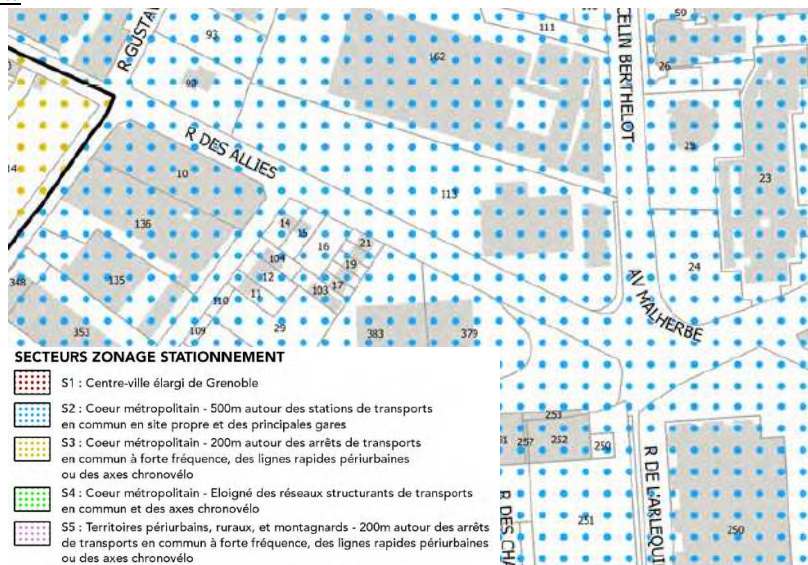 R GUSTA
93
92
162
111
CELIN BERTHELOT
59
26
25
23
R DES ALLIES
10
136
135
14
348
353
113
14
15
16
21
104
19
12
103
17
11
110
109
29
383
379
24
AV MALHERBE
SECTEURS ZONAGE STATIONNEMENT
S1 : Centre-ville élargi de Grenoble
S2 : Coeur métropolitain - 500m autour des stations de transports
en commun en site propre et des principales gares
S3 : Coeur métropolitain - 200m autour des arrêts de transports
en commun à forte fréquence, des lignes rapides périurbaines
ou des axes chronovélo
S4 : Coeur métropolitain - Eloigné des réseaux structurants de transports
en commun et des axes chronovélo
S5 : Territoires périurbains, ruraux, et montagnards - 200m autour des arrêts
de transports en commun à forte fréquence, des lignes rapides périurbaines
ou des axes chronovélo
253
257
252
250
251
R DES CHA
R DE L'ARLEQUI
250